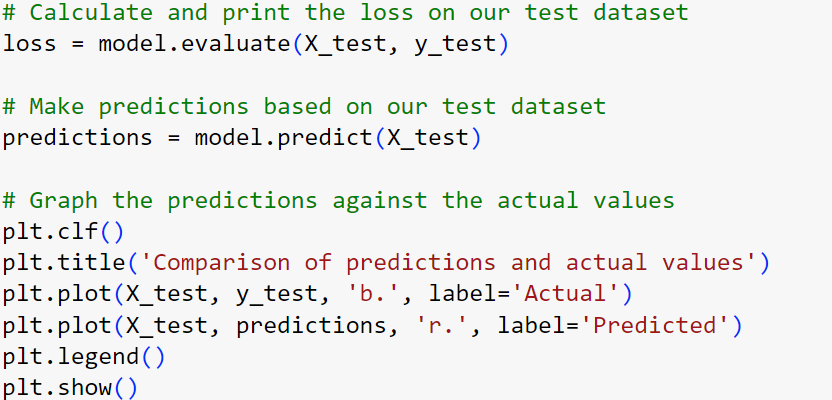 # Calculate and print the loss on our test dataset
loss = model.evaluate(X_test, y_test)
# Make predictions based on our test dataset
predictions = model.predict(X_test)
# Graph the predictions against the actual values
plt.clf()
plt.title('Comparison of predictions and actual values')
plt.plot(X_test, y_test, 'b.', label='Actual')
plt.plot(X_test, predictions, 'r.', label='Predicted')
plt.legend()
plt.show()